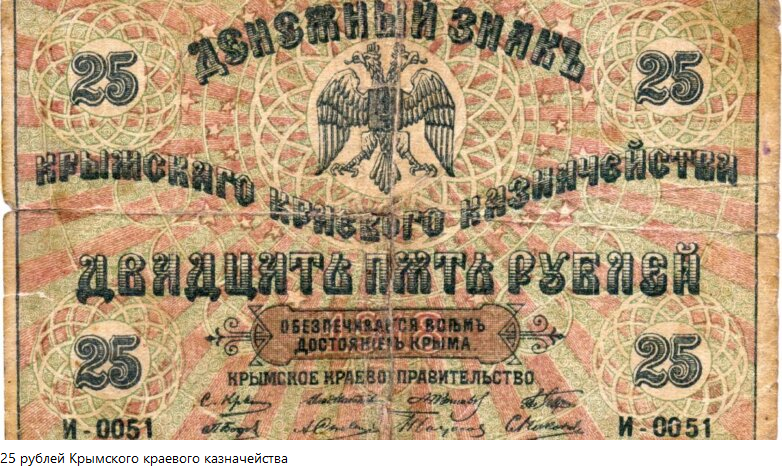 ДЕНЕЖНЫЙ ЗНАКЪ
25 25
КРЫМСКАГО КРАЕВОГО КАЗНАЧЕЙСТВА
ДВАДЦАТЬ ПЯТЬ РУБЛЕЙ
ОБЕЗПЕЧИВАЕТСЯ ВСѢМЪ
ДОСТОЯНІЕМЪ КРЫМА
25 25
КРЫМСКОЕ КРАЕВОЕ ПРАВИТЕЛЬСТВО
И - 0051 И - 0051
25 рублей Крымского краевого казначейства